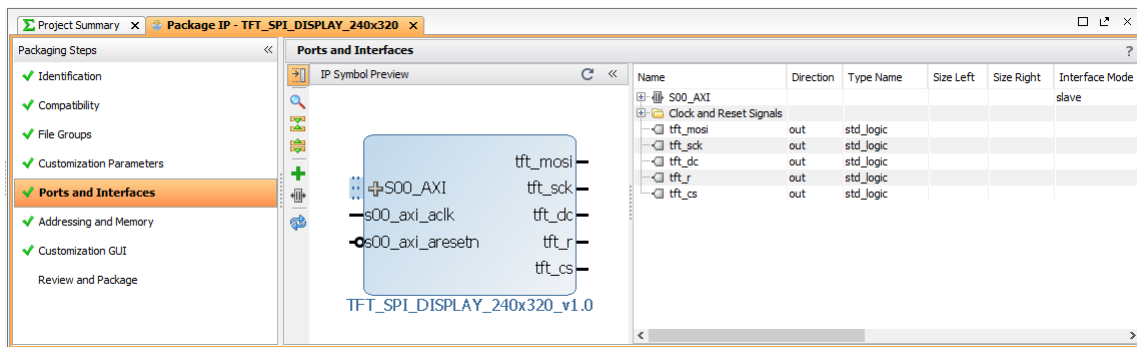 Project Summary
Package IP - TFT_SPI_DISPLAY_240x320
Packaging Steps
Identification
Compatibility
File Groups
Customization Parameters
Ports and Interfaces
Addressing and Memory
Customization GUI
Review and Package
Ports and Interfaces ?
IP Symbol Preview
S00_AXI
s00_axi_aclk
s00_axi_aresetn
tft_mosi
tft_sck
tft_dc
tft_r
tft_cs
TFT_SPI_DISPLAY_240x320_v1.0
Name Direction Type Name Size Left Size Right Interface Mode
S00_AXI slave
Clock and Reset Signals
tft_mosi out std_logic
tft_sck out std_logic
tft_dc out std_logic
tft_r out std_logic
tft_cs out std_logic